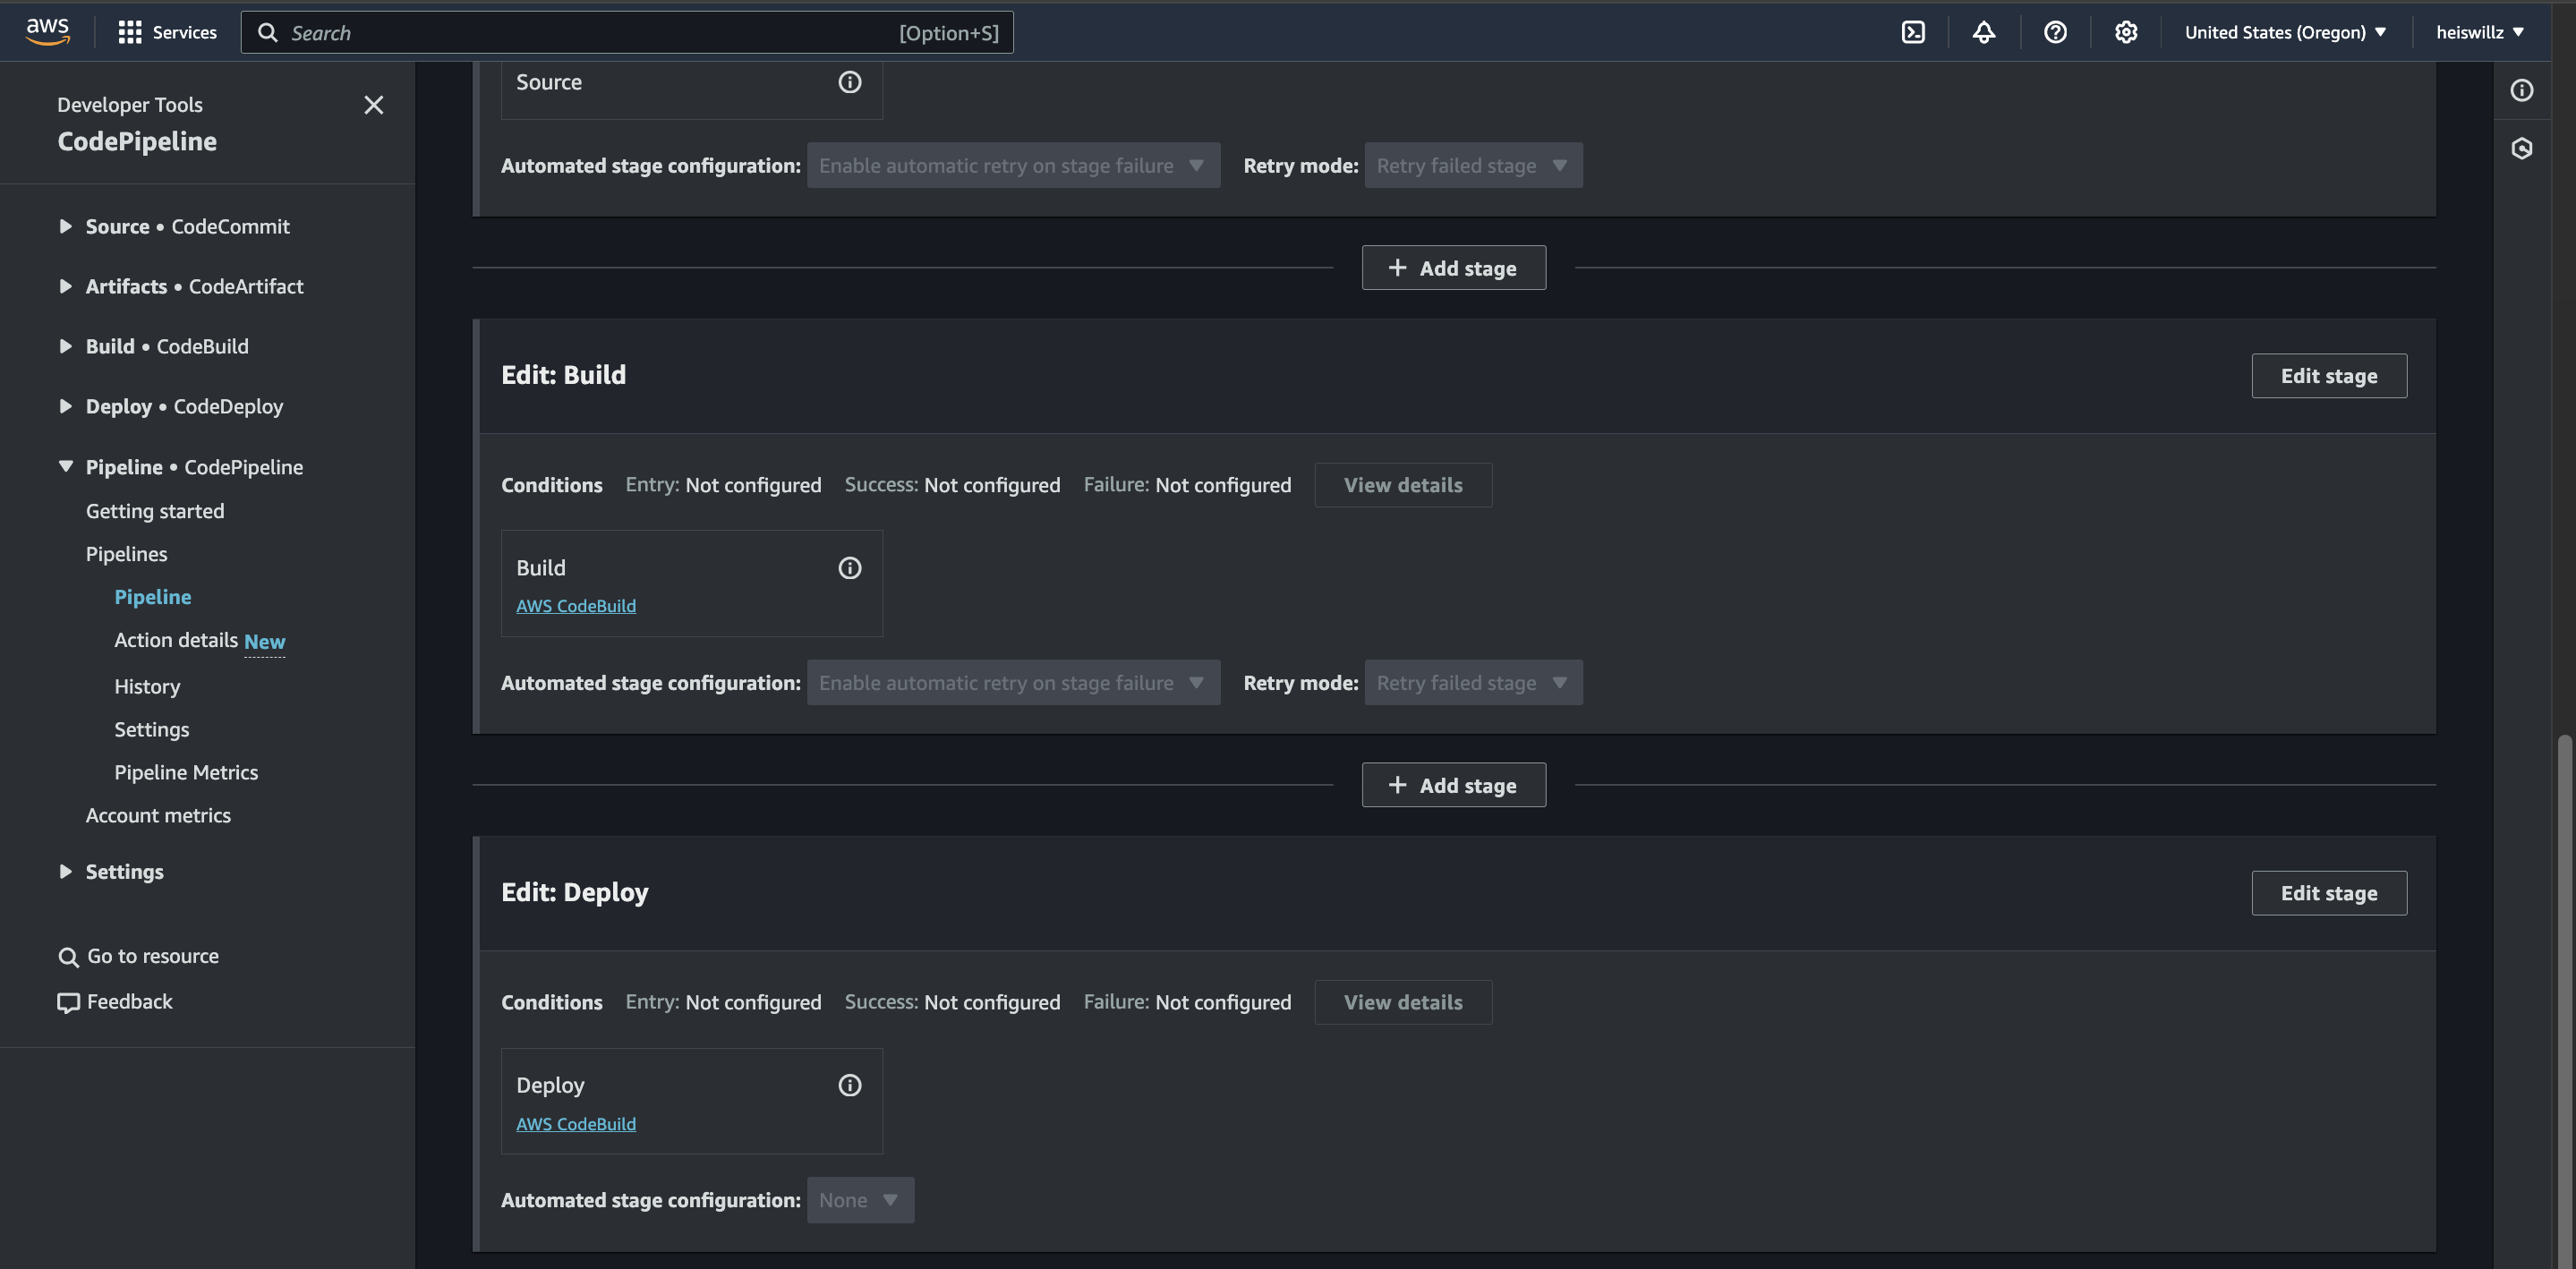 aws
Services
Search
[Option+S]
United States (Oregon)
heiswillz
Developer Tools
CodePipeline
Source • CodeCommit
Artifacts • CodeArtifact
Build • CodeBuild
Deploy • CodeDeploy
Pipeline • CodePipeline
Getting started
Pipelines
Pipeline
Action details New
History
Settings
Pipeline Metrics
Account metrics
Settings
Go to resource
Feedback
Source
Automated stage configuration: Enable automatic retry on stage failure Retry mode: Retry failed stage
+ Add stage
Edit: Build
Edit stage
Conditions Entry: Not configured Success: Not configured Failure: Not configured View details
Build
AWS CodeBuild
Automated stage configuration: Enable automatic retry on stage failure Retry mode: Retry failed stage
+ Add stage
Edit: Deploy
Edit stage
Conditions Entry: Not configured Success: Not configured Failure: Not configured View details
Deploy
AWS CodeBuild
Automated stage configuration: None